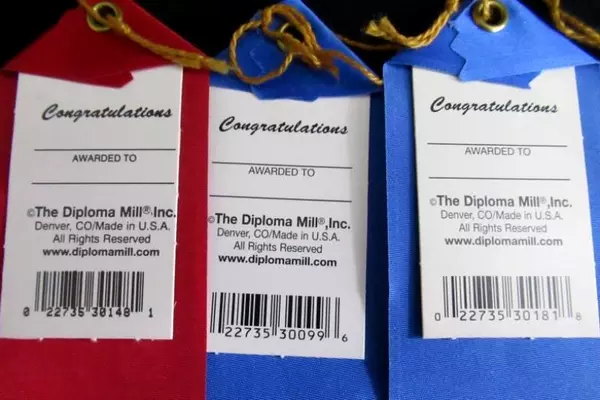 Congratulations
AWARDED TO
©The Diploma Mill®, Inc.
Denver, CO/Made in U.S.A.
All Rights Reserved
www.diplomamill.com
0 22735 30148 1
Congratulations
AWARDED TO
©The Diploma Mill®, Inc.
Denver, CO/Made in U.S.A.
All Rights Reserved
www.diplomamill.com
0 22735 30099 6
Congratulations
AWARDED TO
©The Diploma Mill®, Inc.
Denver, CO/Made in U.S.A.
All Rights Reserved
www.diplomamill.com
0 22735 30181 8